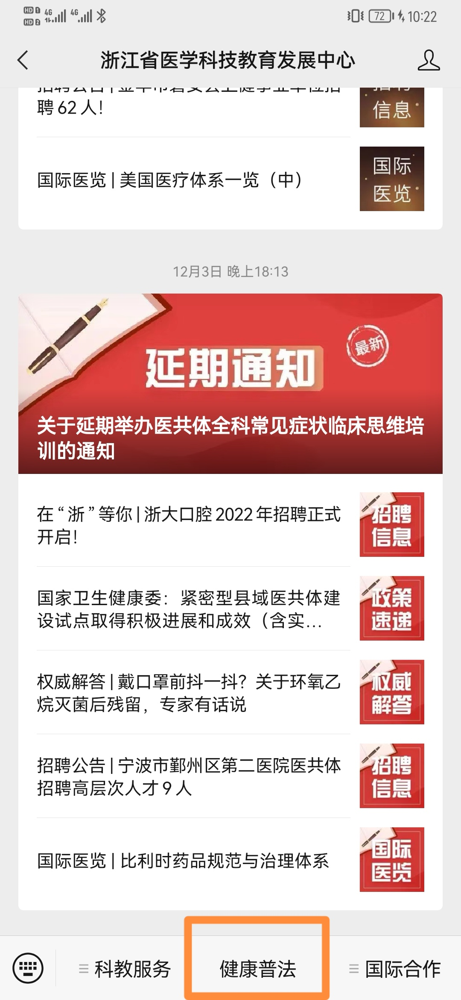 HD 1 4G 4G
HD 2
72 10:22
浙江省医学科技教育发展中心
聘 62 人！
信息
国际医览 | 美国医疗体系一览（中）
国际
医览
12月3日 晚上18:13
最新
延期通知
关于延期举办医共体全科常见症状临床思维培
训的通知
在 “ 浙 ” 等你 | 浙大口腔 2022 年招聘正式
开启！
招聘
信息
国家卫生健康委：紧密型县域医共体建
设试点取得积极进展和成效（含实...
政策
速递
权威解答 | 戴口罩前抖一抖？关于环氧乙
烷灭菌后残留，专家有话说
权威
解答
招聘公告 | 宁波市鄞州区第二医院医共体
招聘高层次人才 9 人
招聘
信息
国际医览 | 比利时药品规范与治理体系
国际
医览
科教服务
健康普法
国际合作